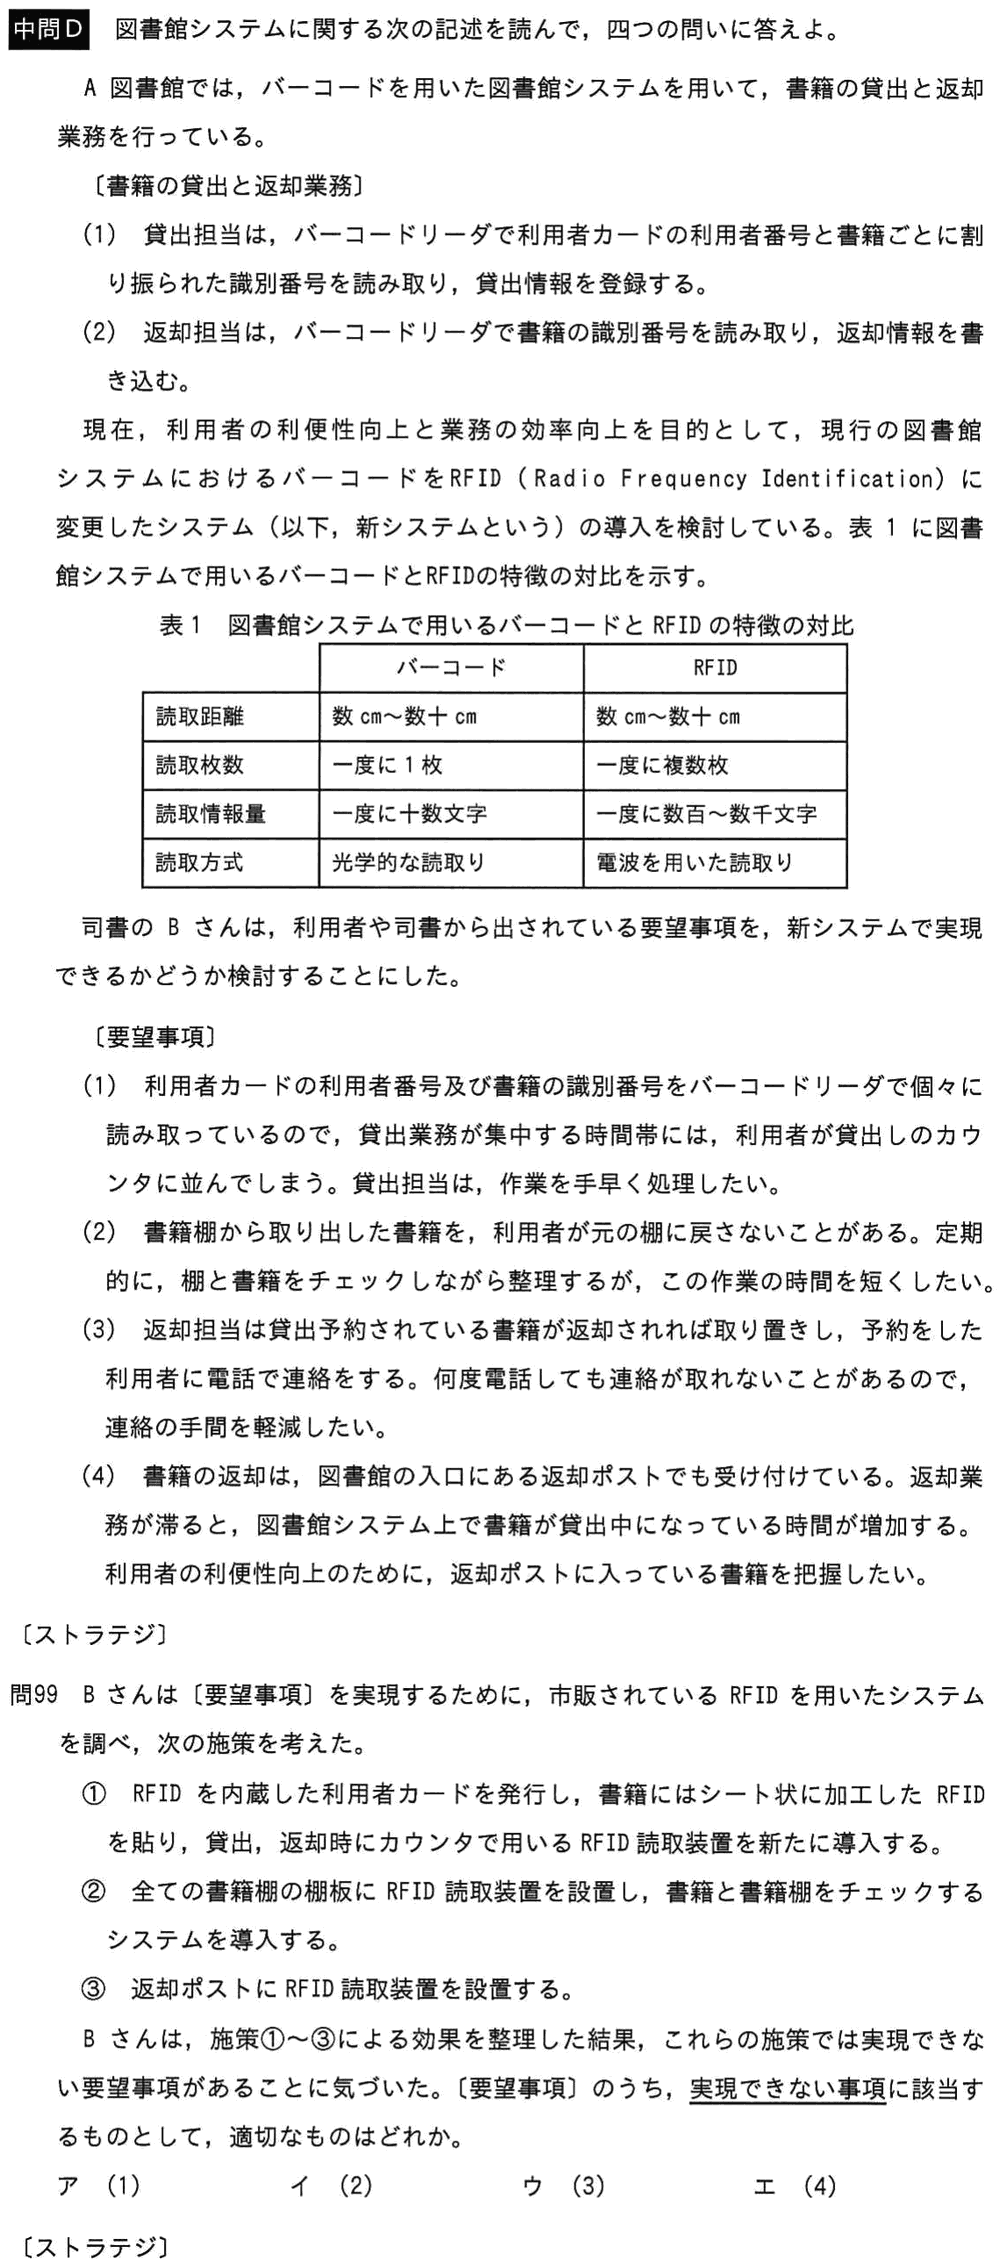 中問D　図書館システムに関する次の記述を読んで，四つの問いに答えよ。
A 図書館では，バーコードを用いた図書館システムを用いて，書籍の貸出と返却
業務を行っている。
〔書籍の貸出と返却業務〕
(1)　貸出担当は，バーコードリーダで利用者カードの利用者番号と書籍ごとに割
り振られた識別番号を読み取り，貸出情報を登録する。
(2)　返却担当は，バーコードリーダで書籍の識別番号を読み取り，返却情報を書
き込む。
現在，利用者の利便性向上と業務の効率向上を目的として，現行の図書館
システムにおけるバーコードをRFID（Radio Frequency Identification）に
変更したシステム（以下，新システムという）の導入を検討している。表 1 に図書
館システムで用いるバーコードとRFIDの特徴の対比を示す。
表1　図書館システムで用いるバーコードと RFID の特徴の対比
バーコード　RFID
読取距離　数 cm～数十 cm　数 cm～数十 cm
読取枚数　一度に 1 枚　一度に複数枚
読取情報量　一度に十数文字　一度に数百～数千文字
読取方式　光学的な読取り　電波を用いた読取り
司書の B さんは，利用者や司書から出されている要望事項を，新システムで実現
できるかどうか検討することにした。
〔要望事項〕
(1)　利用者カードの利用者番号及び書籍の識別番号をバーコードリーダで個々に
読み取っているので，貸出業務が集中する時間帯には，利用者が貸出しのカウ
ンタに並んでしまう。貸出担当は，作業を手早く処理したい。
(2)　書籍棚から取り出した書籍を，利用者が元の棚に戻さないことがある。定期
的に，棚と書籍をチェックしながら整理するが，この作業の時間を短くしたい。
(3)　返却担当は貸出予約されている書籍が返却されれば取り置きし，予約をした
利用者に電話で連絡をする。何度電話しても連絡が取れないことがあるので，
連絡の手間を軽減したい。
(4)　書籍の返却は，図書館の入口にある返却ポストでも受け付けている。返却業
務が滞ると，図書館システム上で書籍が貸出中になっている時間が増加する。
利用者の利便性向上のために，返却ポストに入っている書籍を把握したい。
〔ストラテジ〕
問99　B さんは〔要望事項〕を実現するために，市販されている RFID を用いたシステム
を調べ，次の施策を考えた。
①　RFID を内蔵した利用者カードを発行し，書籍にはシート状に加工した RFID
を貼り，貸出，返却時にカウンタで用いる RFID 読取装置を新たに導入する。
②　全ての書籍棚の棚板に RFID 読取装置を設置し，書籍と書籍棚をチェックする
システムを導入する。
③　返却ポストに RFID 読取装置を設置する。
B さんは，施策①～③による効果を整理した結果，これらの施策では実現できな
い要望事項があることに気づいた。〔要望事項〕のうち，実現できない事項に該当す
るものとして，適切なものはどれか。
ア　(1)　イ　(2)　ウ　(3)　エ　(4)
〔ストラテジ〕